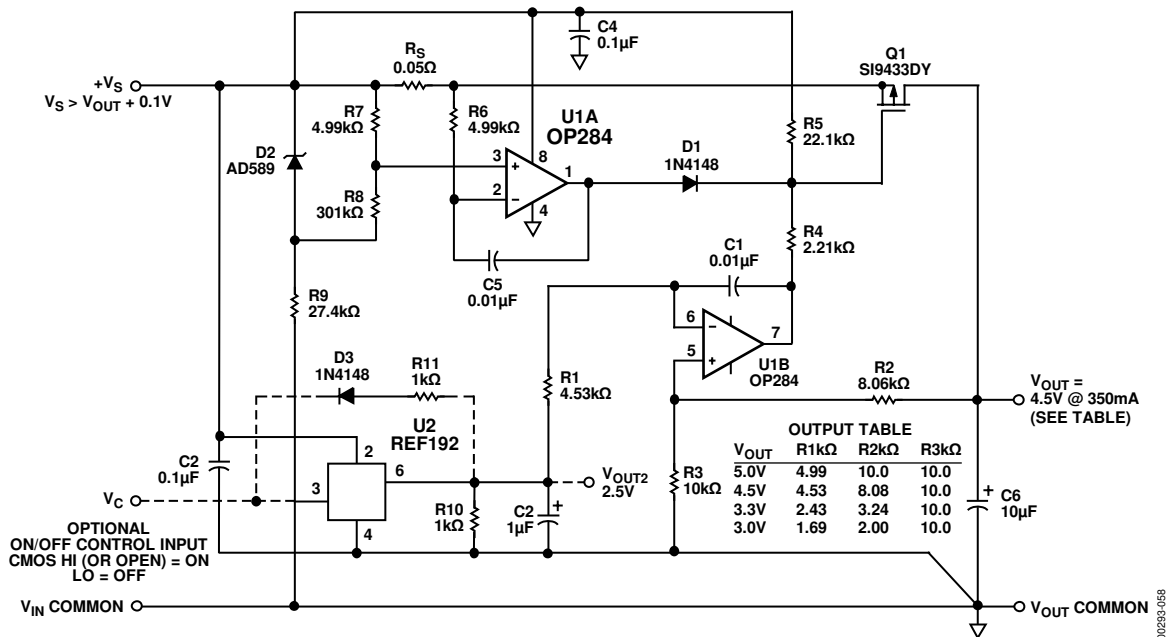 C4
0.1µF
RS
0.05Ω
Q1
SI9433DY
+VS
VS > VOUT + 0.1V
R7
4.99kΩ
R6
4.99kΩ
U1A
OP284
R5
22.1kΩ
D2
AD589
3
+
8
1
2
−
4
D1
1N4148
R8
301kΩ
R4
2.21kΩ
C5
0.01µF
C1
0.01µF
R9
27.4kΩ
6
−
7
5
+
U1B
OP284
D3
1N4148
R11
1kΩ
R1
4.53kΩ
R2
8.06kΩ
VOUT =
4.5V @ 350mA
(SEE TABLE)
U2
REF192
C2
0.1µF
2
6
3
4
VOUT2
2.5V
R3
10kΩ
OUTPUT TABLE
VOUT R1kΩ R2kΩ R3kΩ
5.0V 4.99 10.0 10.0
4.5V 4.53 8.08 10.0
3.3V 2.43 3.24 10.0
3.0V 1.69 2.00 10.0
+
C6
10µF
VC
R10
1kΩ
C2
1µF
+
OPTIONAL
ON/OFF CONTROL INPUT
CMOS HI (OR OPEN) = ON
LO = OFF
VIN COMMON
VOUT COMMON
00293-058